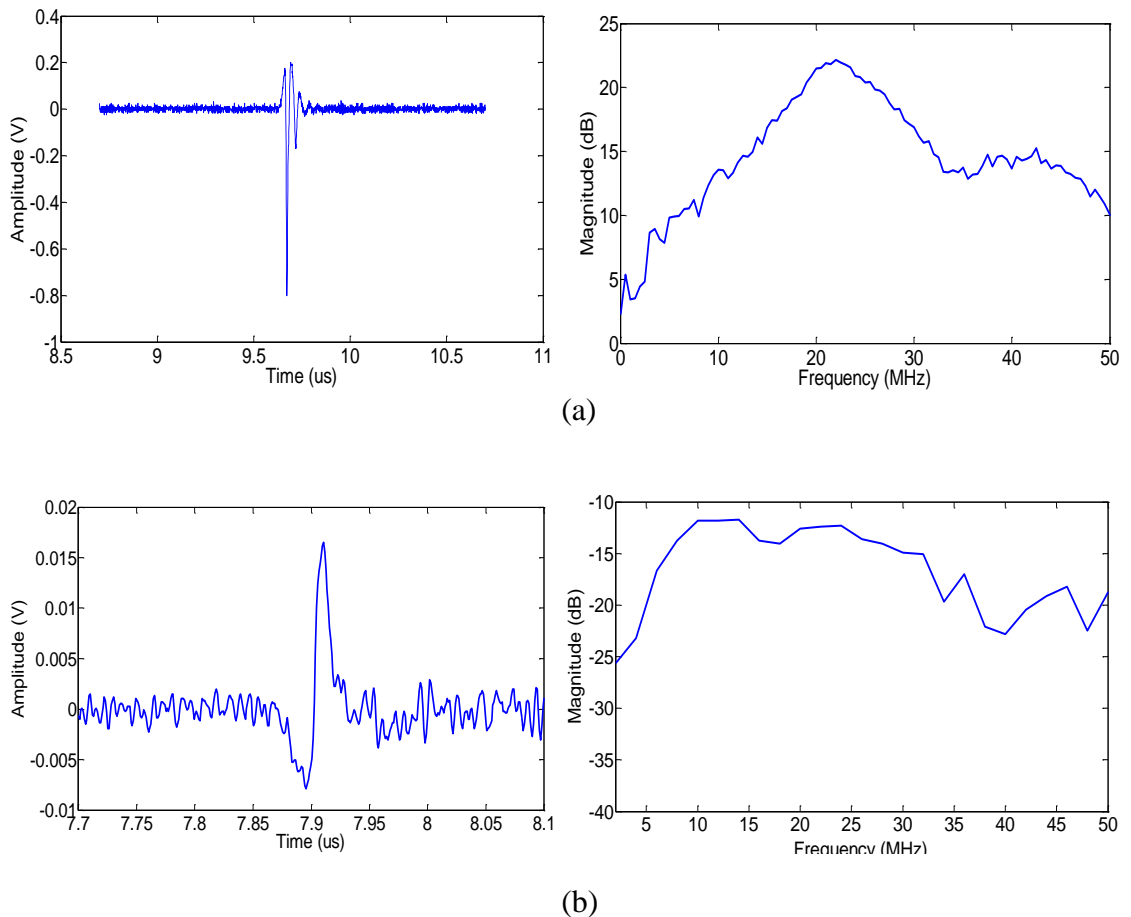 0.4
0.2
0
-0.2
-0.4
-0.6
-0.8
-1
8.5 9 9.5 10 10.5 11
Amplitude (V)
Time (us)
25
20
15
10
5
0
0 10 20 30 40 50
Magnitude (dB)
Frequency (MHz)
(a)
0.02
0.015
0.01
0.005
0
-0.005
-0.01
7.7 7.75 7.8 7.85 7.9 7.95 8 8.05 8.1
Amplitude (V)
Time (us)
-10
-15
-20
-25
-30
-35
-40
5 10 15 20 25 30 35 40 45 50
Magnitude (dB)
Frequency (MHz)
(b)